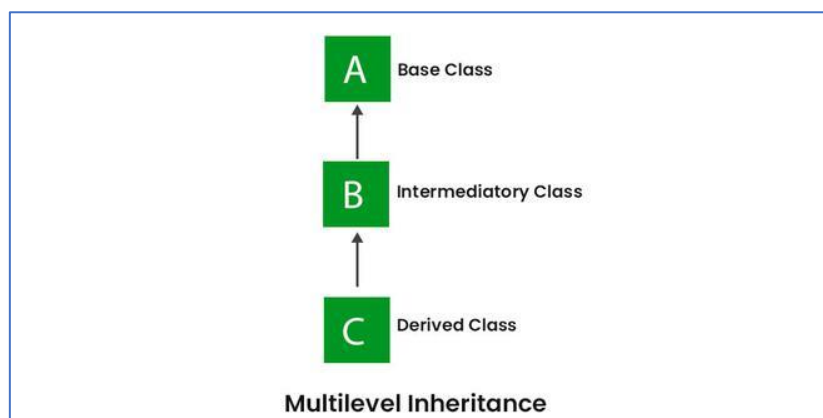 A Base Class
B Intermediatory Class
C Derived Class
Multilevel Inheritance